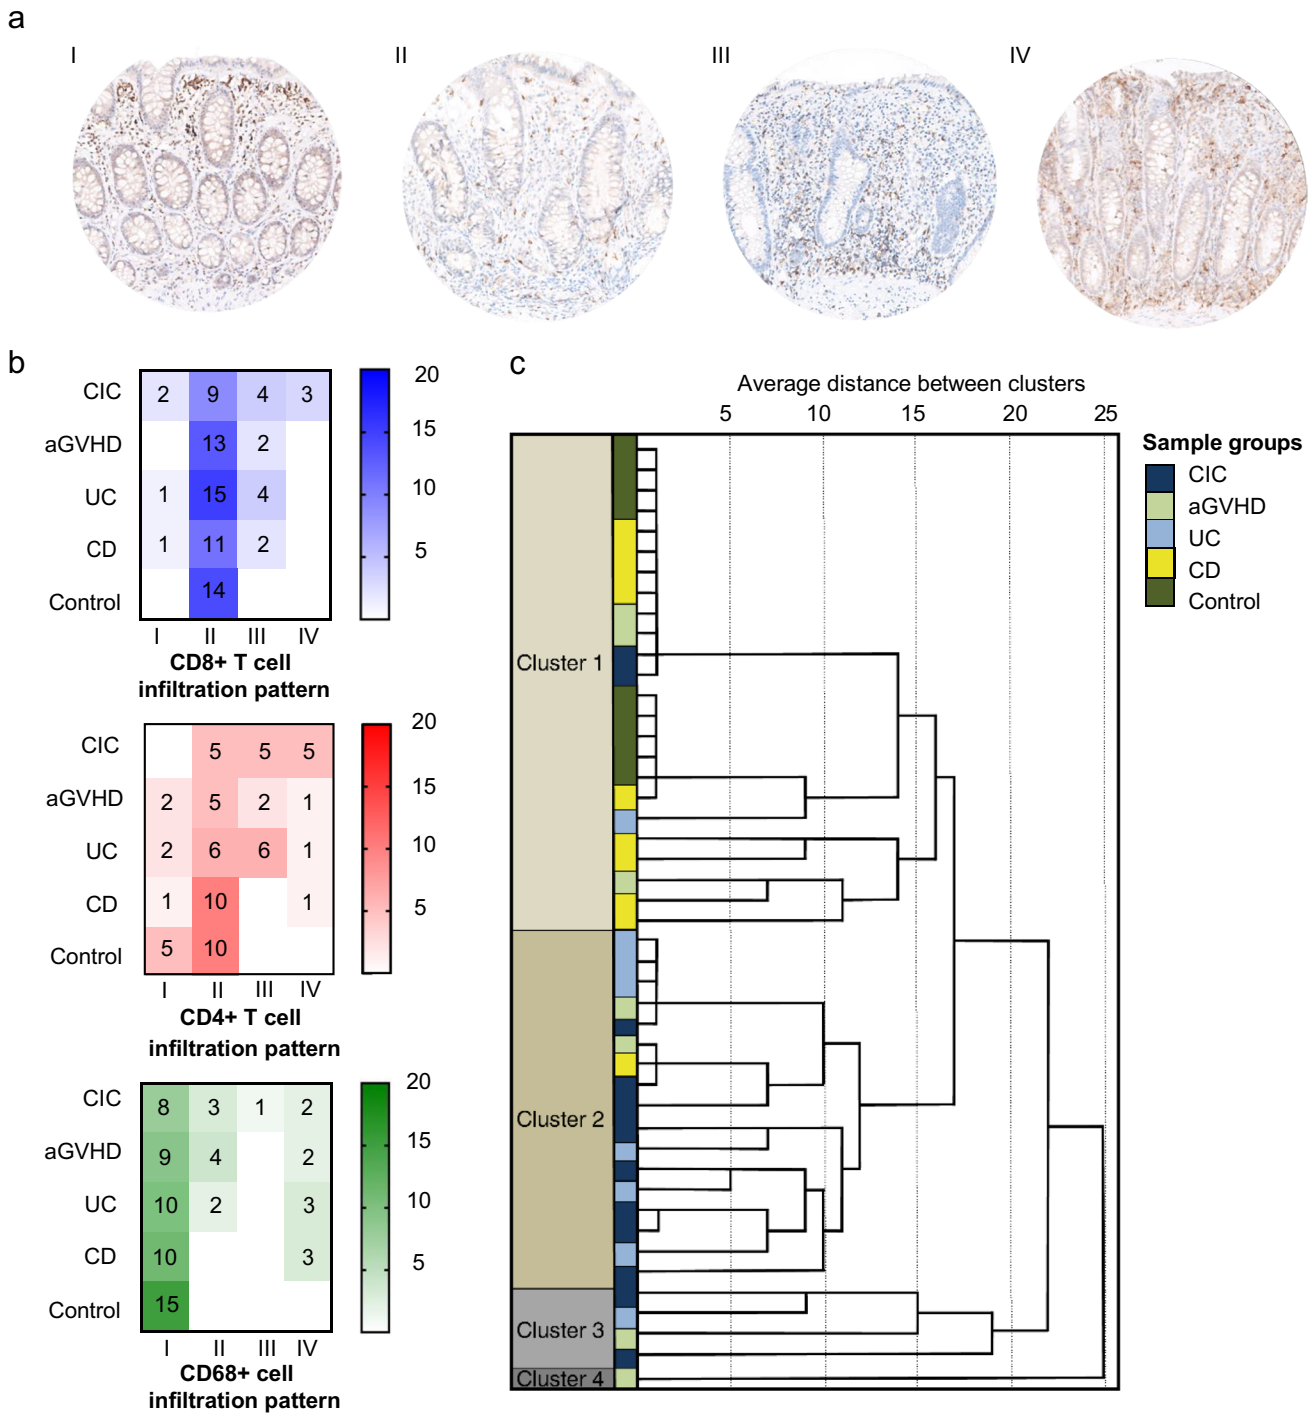 a
I II III IV
b
CIC 2 9 4 3
aGVHD 13 2
UC 1 15 4
CD 1 11 2
Control 14
I II III IV
CD8+ T cell
infiltration pattern
20
15
10
5
CIC 5 5 5
aGVHD 2 5 2 1
UC 2 6 6 1
CD 1 10 1
Control 5 10
I II III IV
CD4+ T cell
infiltration pattern
20
15
10
5
CIC 8 3 1 2
aGVHD 9 4 2
UC 10 2 3
CD 10 3
Control 15
I II III IV
CD68+ cell
infiltration pattern
20
15
10
5
c
Average distance between clusters
5 10 15 20 25
Cluster 1
Cluster 2
Cluster 3
Cluster 4
Sample groups
CIC
aGVHD
UC
CD
Control